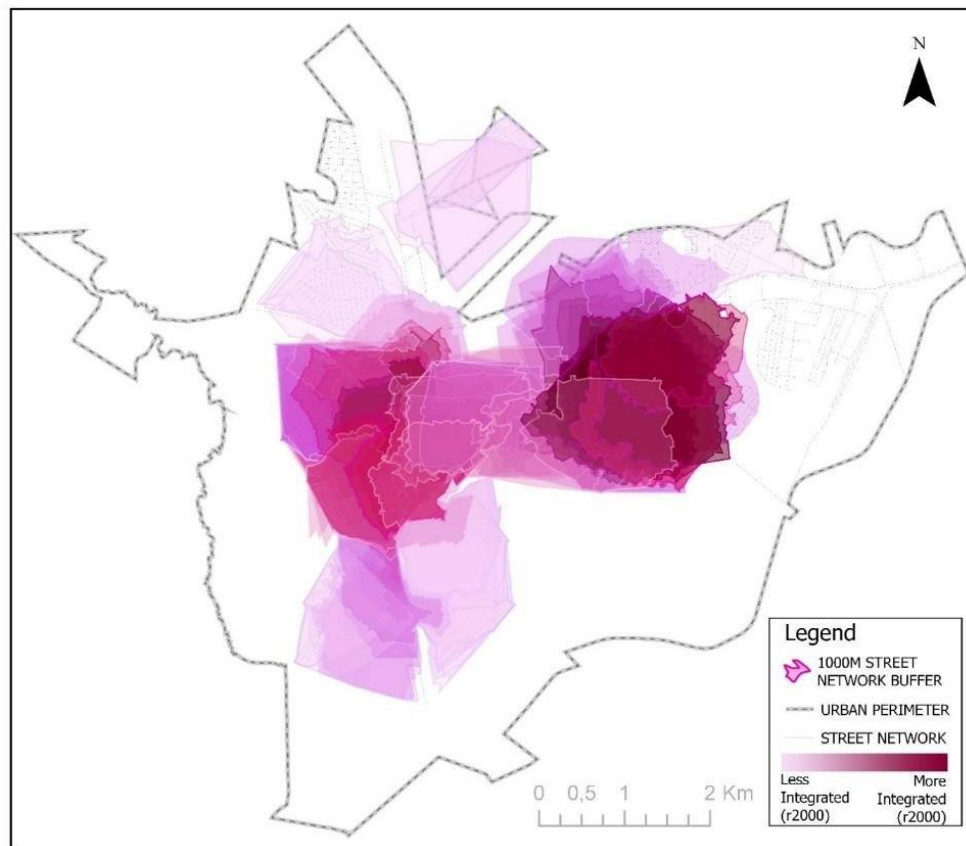 N
Legend
1000M STREET
NETWORK BUFFER
URBAN PERIMETER
STREET NETWORK
Less More
Integrated Integrated
(r2000) (r2000)
0 0,5 1 2 Km